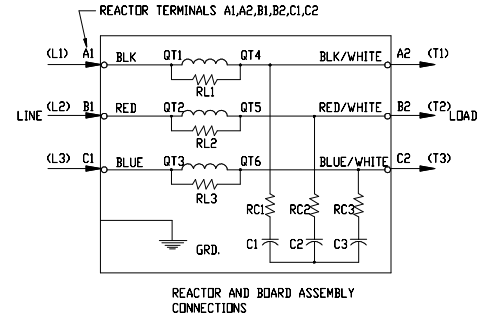 REACTOR TERMINALS A1,A2,B1,B2,C1,C2
(L1) A1 BLK QT1 QT4 BLK/WHITE A2 (T1)
RL1
LINE (L2) B1 RED QT2 QT5 RED/WHITE B2 (T2) LOAD
RL2
(L3) C1 BLUE QT3 QT6 BLUE/WHITE C2 (T3)
RL3
RC1 RC2 RC3
GRD. C1 C2 C3
REACTOR AND BOARD ASSEMBLY
CONNECTIONS